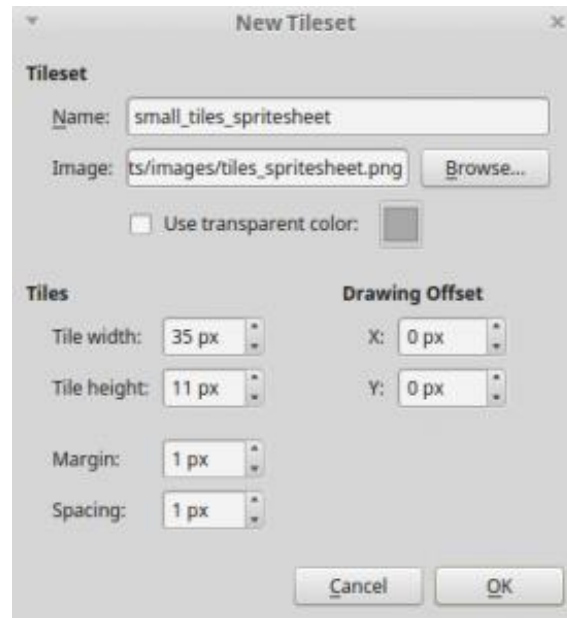 New Tileset
Tileset
Name: small_tiles_spritesheet
Image: ts/images/tiles_spritesheet.png Browse...
Use transparent color:
Tiles Drawing Offset
Tile width: 35 px X: 0 px
Tile height: 11 px Y: 0 px
Margin: 1 px
Spacing: 1 px
Cancel OK